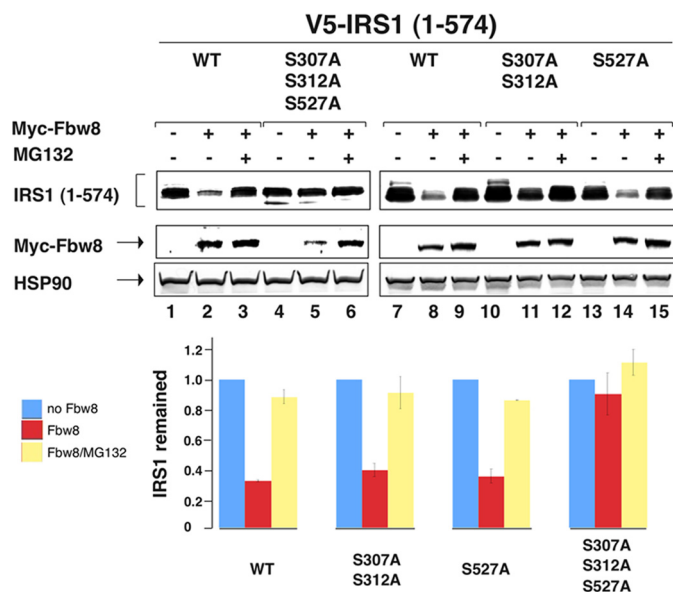 V5-IRS1 (1-574)
WT S307A S312A S527A WT S307A S312A S527A
Myc-Fbw8 - + + - + + - + + - + + - + +
MG132 - - + - - + - - + - - + - - +
IRS1 (1-574)
Myc-Fbw8
HSP90
1 2 3 4 5 6 7 8 9 10 11 12 13 14 15
IRS1 remained
1.2
1.0
0.8
0.6
0.4
0.2
0
no Fbw8
Fbw8
Fbw8/MG132
WT
S307A
S312A
S527A
S307A
S312A
S527A